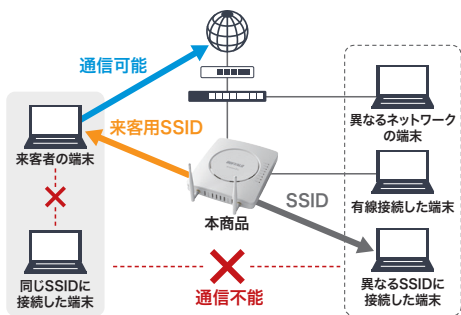 通信可能
来客用SSID
来客者の端末
同じSSIDに
接続した端末
BUFFALO
本商品
SSID
通信不能
異なるネットワーク
の端末
有線接続した端末
異なるSSIDに
接続した端末